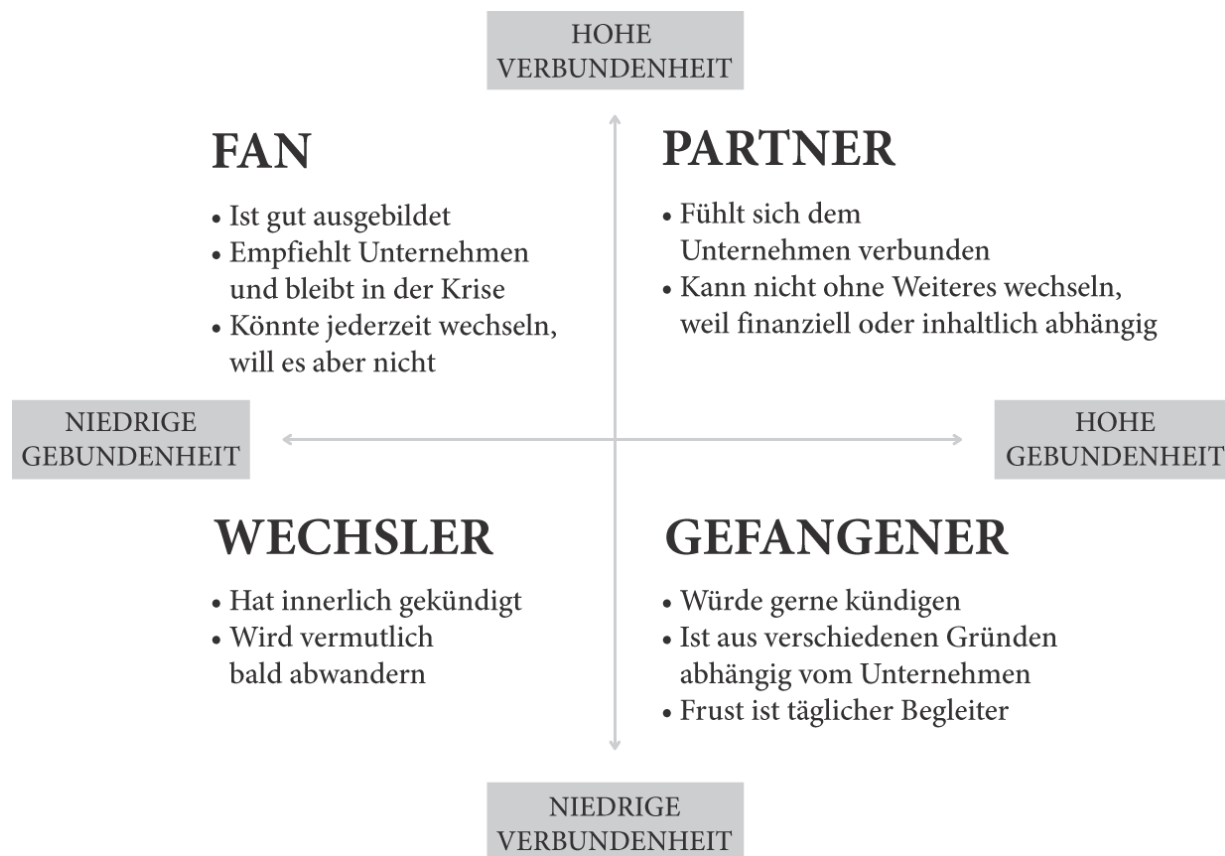 HOHE
VERBUNDENHEIT
FAN
• Ist gut ausgebildet
• Empfiehlt Unternehmen
und bleibt in der Krise
• Könnte jederzeit wechseln,
will es aber nicht
PARTNER
• Fühlt sich dem
Unternehmen verbunden
• Kann nicht ohne Weiteres wechseln,
weil finanziell oder inhaltlich abhängig
NIEDRIGE
GEBUNDENHEIT
HOHE
GEBUNDENHEIT
WECHSLER
• Hat innerlich gekündigt
• Wird vermutlich
bald abwandern
GEFANGENER
• Würde gerne kündigen
• Ist aus verschiedenen Gründen
abhängig vom Unternehmen
• Frust ist täglicher Begleiter
NIEDRIGE
VERBUNDENHEIT